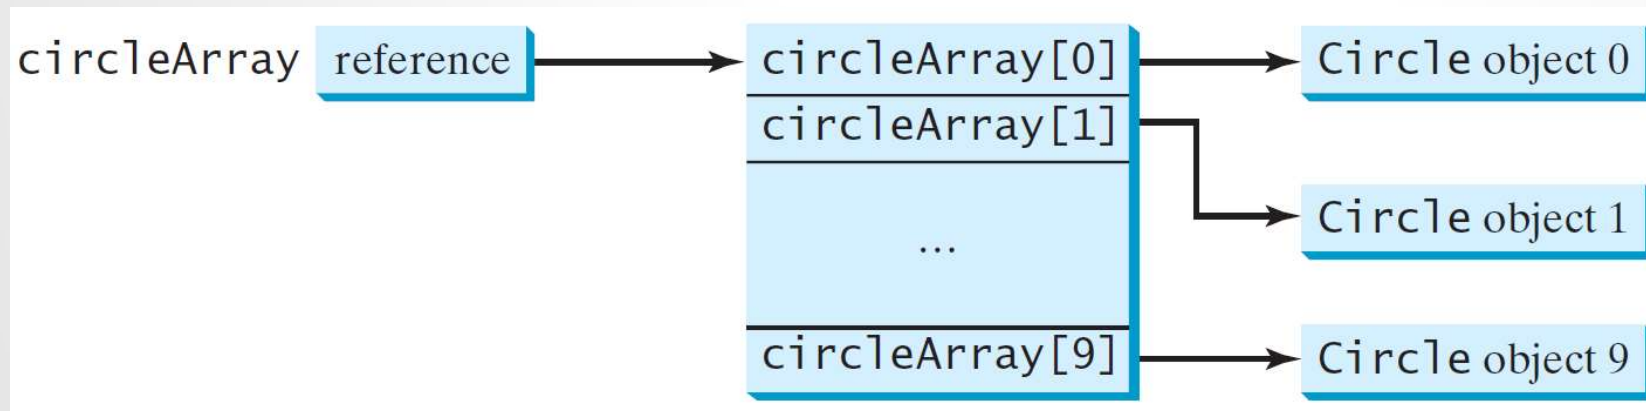 circleArray reference circleArray[0] Circle object 0
circleArray[1]
Circle object 1
...
circleArray[9] Circle object 9